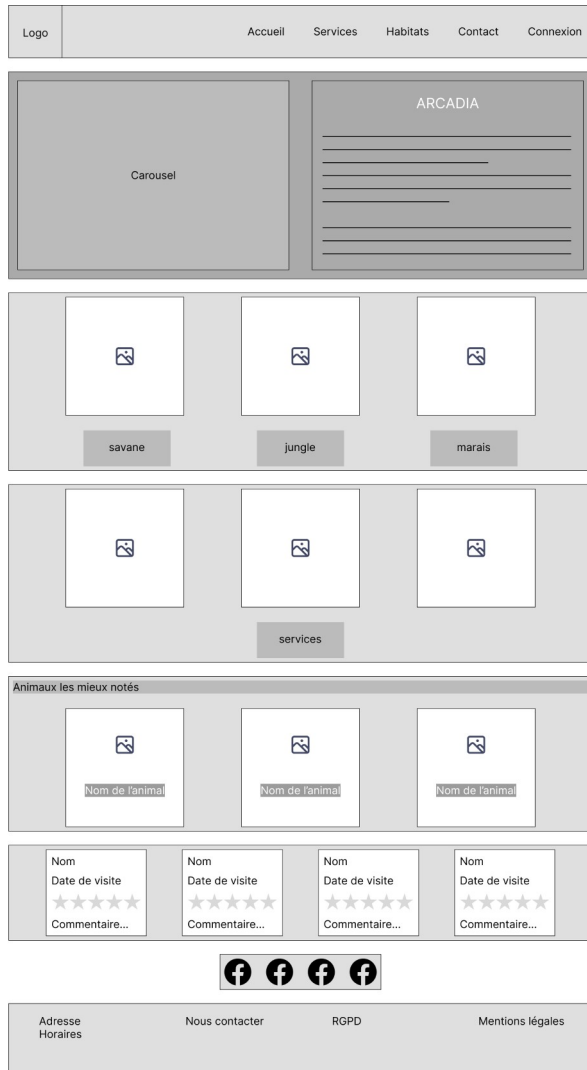 Logo
Accueil Services Habitats Contact Connexion
Carousel
ARCADIA
savane
jungle
marais
services
Animaux les mieux notés
Nom de l'animal
Nom de l'animal
Nom de l'animal
Nom
Date de visite
Commentaire...
Nom
Date de visite
Commentaire...
Nom
Date de visite
Commentaire...
Nom
Date de visite
Commentaire...
Adresse
Horaires
Nous contacter
RGPD
Mentions légales